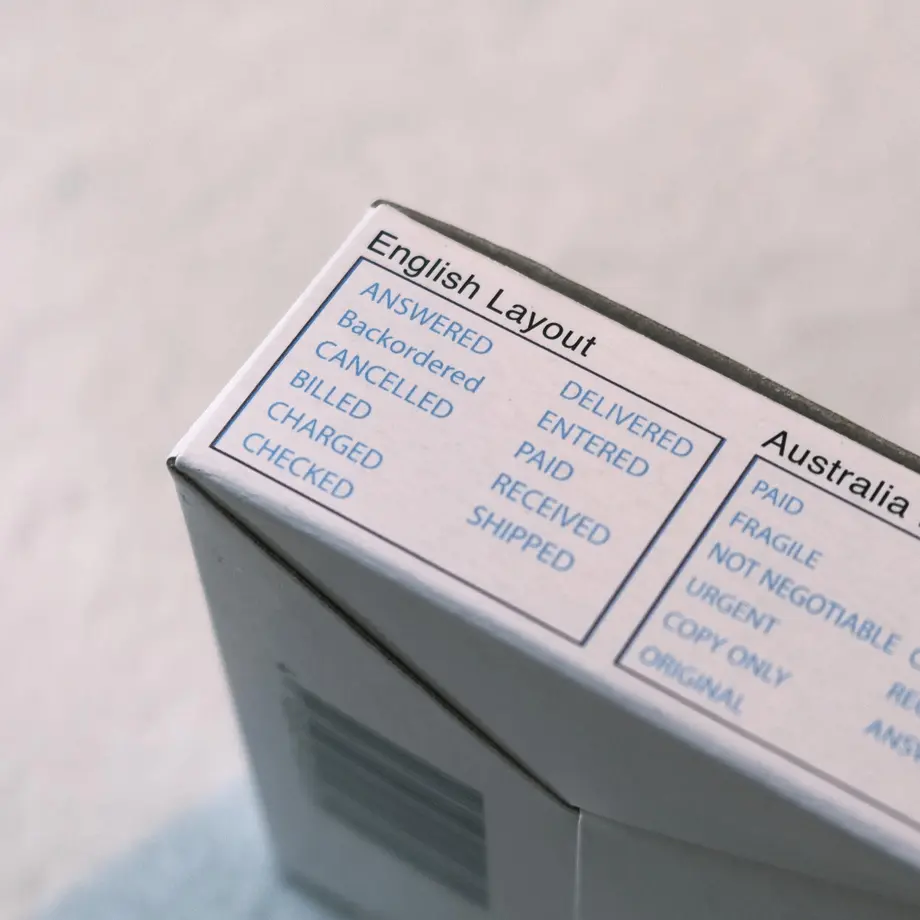 English Layout
ANSWERED
Backordered
CANCELLED
BILLED
CHARGED
CHECKED
DELIVERED
ENTERED
PAID
RECEIVED
SHIPPED
Australia
PAID
FRAGILE
NOT NEGOTIABLE
URGENT
COPY ONLY
ORIGINAL